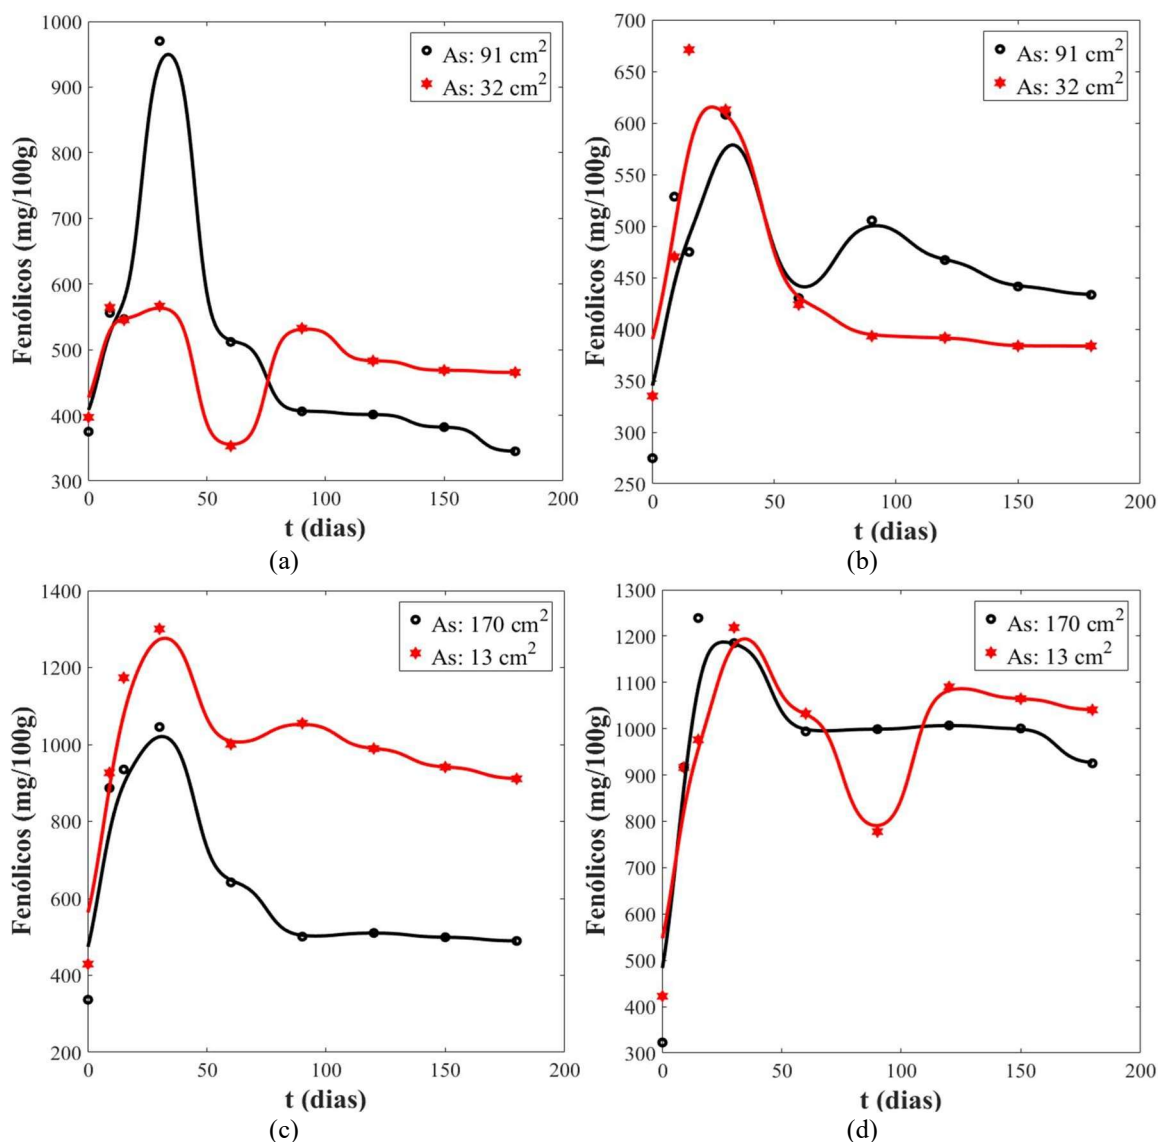 1000
900
800
700
600
500
400
300
0
50
100
150
200
Fenólicos (mg/100g)
t (dias)
As: 91 cm²
As: 32 cm²
(a)
700
650
600
550
500
450
400
350
300
250
0
50
100
150
200
Fenólicos (mg/100g)
t (dias)
As: 91 cm²
As: 32 cm²
(b)
1400
1200
1000
800
600
400
200
0
50
100
150
200
Fenólicos (mg/100g)
t (dias)
As: 170 cm²
As: 13 cm²
(c)
1300
1200
1100
1000
900
800
700
600
500
400
300
0
50
100
150
200
Fenólicos (mg/100g)
t (dias)
As: 170 cm²
As: 13 cm²
(d)